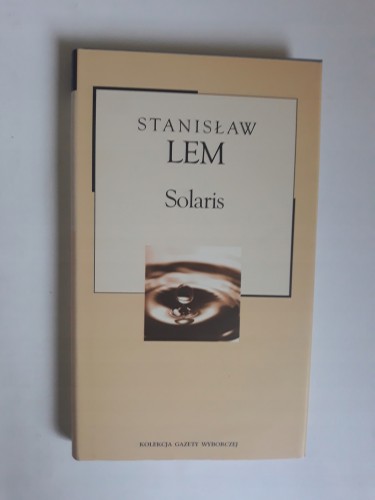 STANISŁAW
LEM
Solaris
KOLEKCJA GAZETY WYBORCZEJ